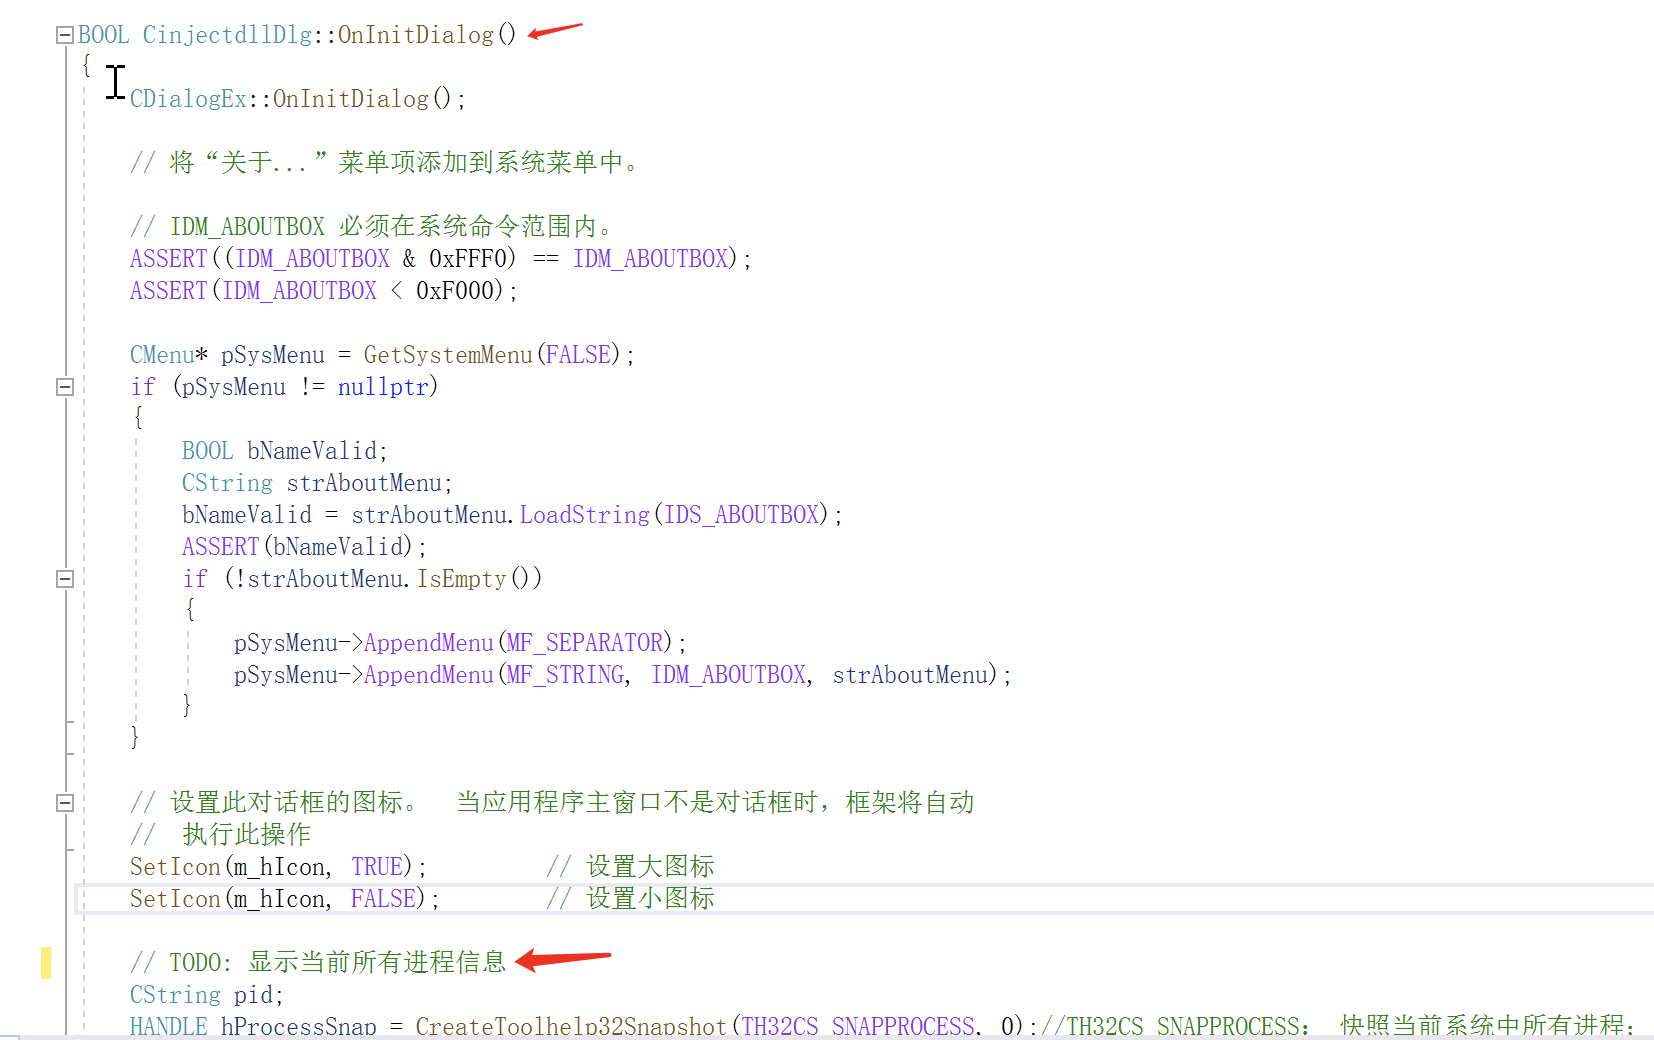 BOOL CinjectdllDlg::OnInitDialog()
{
CDialogEx::OnInitDialog();
// 将“关于...”菜单项添加到系统菜单中。
// IDM_ABOUTBOX 必须在系统命令范围内。
ASSERT((IDM_ABOUTBOX & 0xFFF0) == IDM_ABOUTBOX);
ASSERT(IDM_ABOUTBOX < 0xF000);
CMenu* pSysMenu = GetSystemMenu(FALSE);
if (pSysMenu != nullptr)
{
BOOL bNameValid;
CString strAboutMenu;
bNameValid = strAboutMenu.LoadString(IDS_ABOUTBOX);
ASSERT(bNameValid);
if (!strAboutMenu.IsEmpty())
{
pSysMenu->AppendMenu(MF_SEPARATOR);
pSysMenu->AppendMenu(MF_STRING, IDM_ABOUTBOX, strAboutMenu);
}
}
// 设置此对话框的图标。 当应用程序主窗口不是对话框时，框架将自动
// 执行此操作
SetIcon(m_hIcon, TRUE); // 设置大图标
SetIcon(m_hIcon, FALSE); // 设置小图标
// TODO: 显示当前所有进程信息
CString pid;
HANDLE hProcessSnap = CreateToolhelp32Snapshot(TH32CS_SNAPPROCESS, 0);//TH32CS_SNAPPROCESS： 快照当前系统中所有进程；